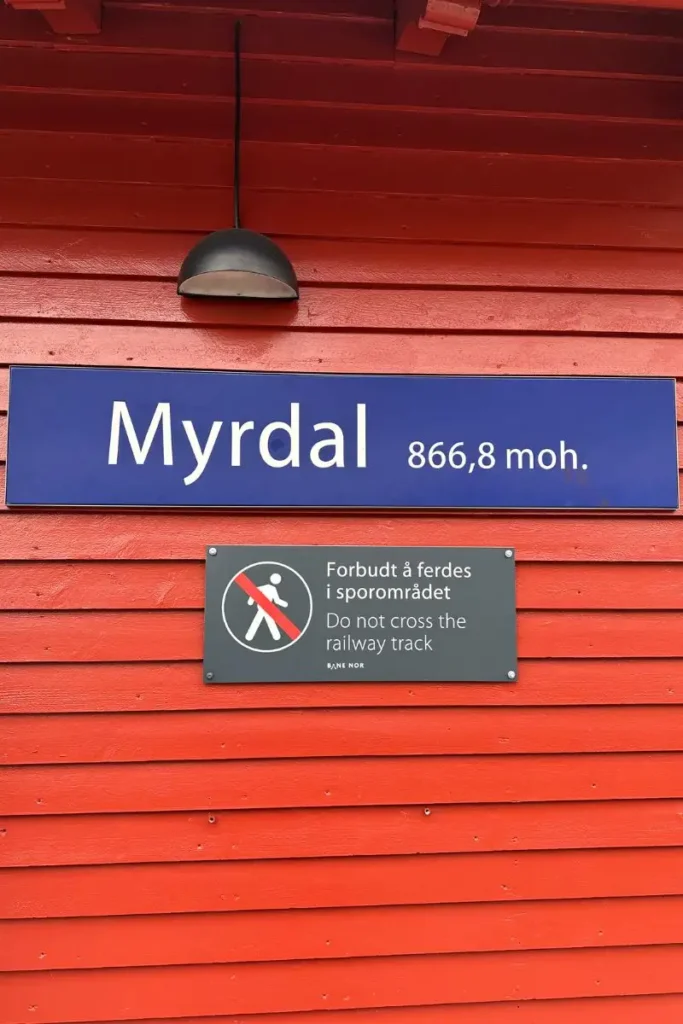 Myrdal 866,8 moh.
Forbudt å ferdes
i sporområdet
Do not cross the
railway track
BANE NOR